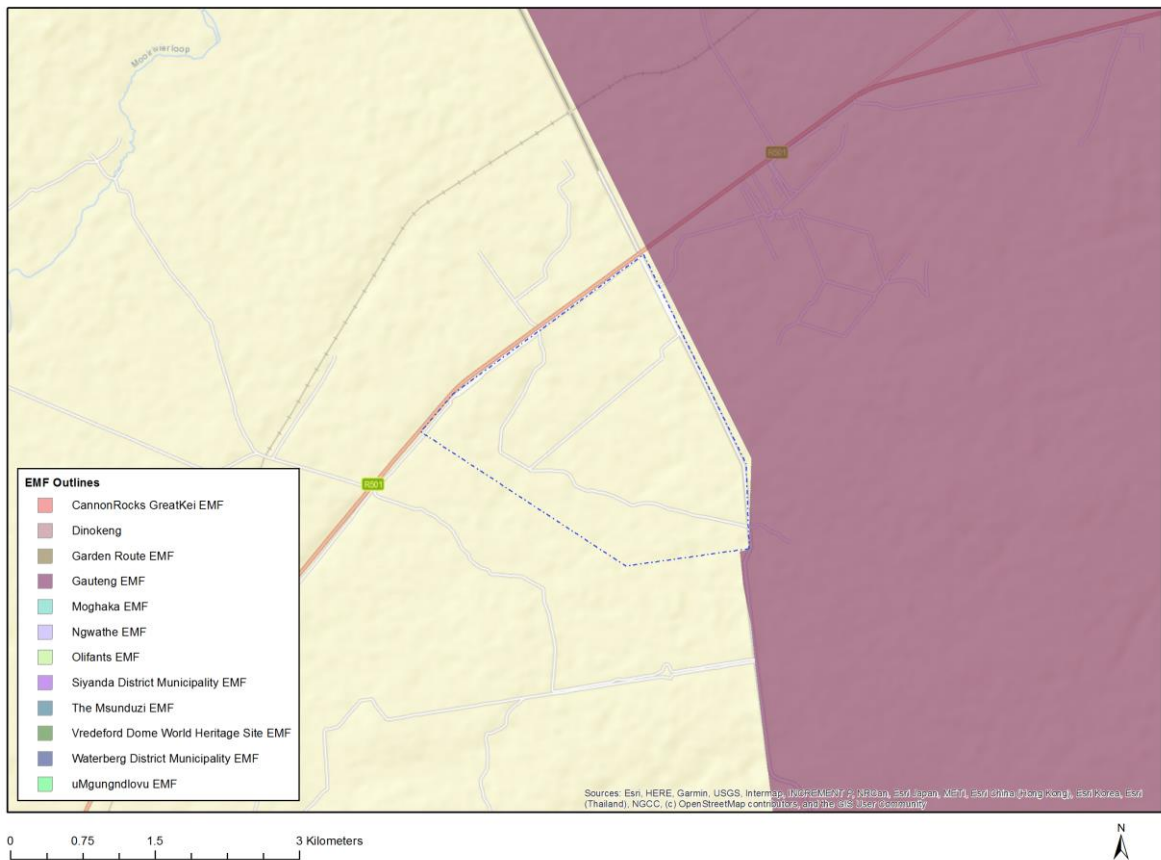 Mooirivierloop
R501
R501
EMF Outlines
CannonRocks GreatKei EMF
Dinokeng
Garden Route EMF
Gauteng EMF
Moghaka EMF
Ngwathe EMF
Olifants EMF
Siyanda District Municipality EMF
The Msunduzi EMF
Vredeford Dome World Heritage Site EMF
Waterberg District Municipality EMF
uMgungndlovu EMF
Sources: Esri, HERE, Garmin, USGS, Intermap, INCREMENT P, NRCan, Esri Japan, METI, Esri China (Hong Kong), Esri Korea, Esri
(Thailand), NGCC, (c) OpenStreetMap contributors, and the GIS User Community
0 0.75 1.5 3 Kilometers
N